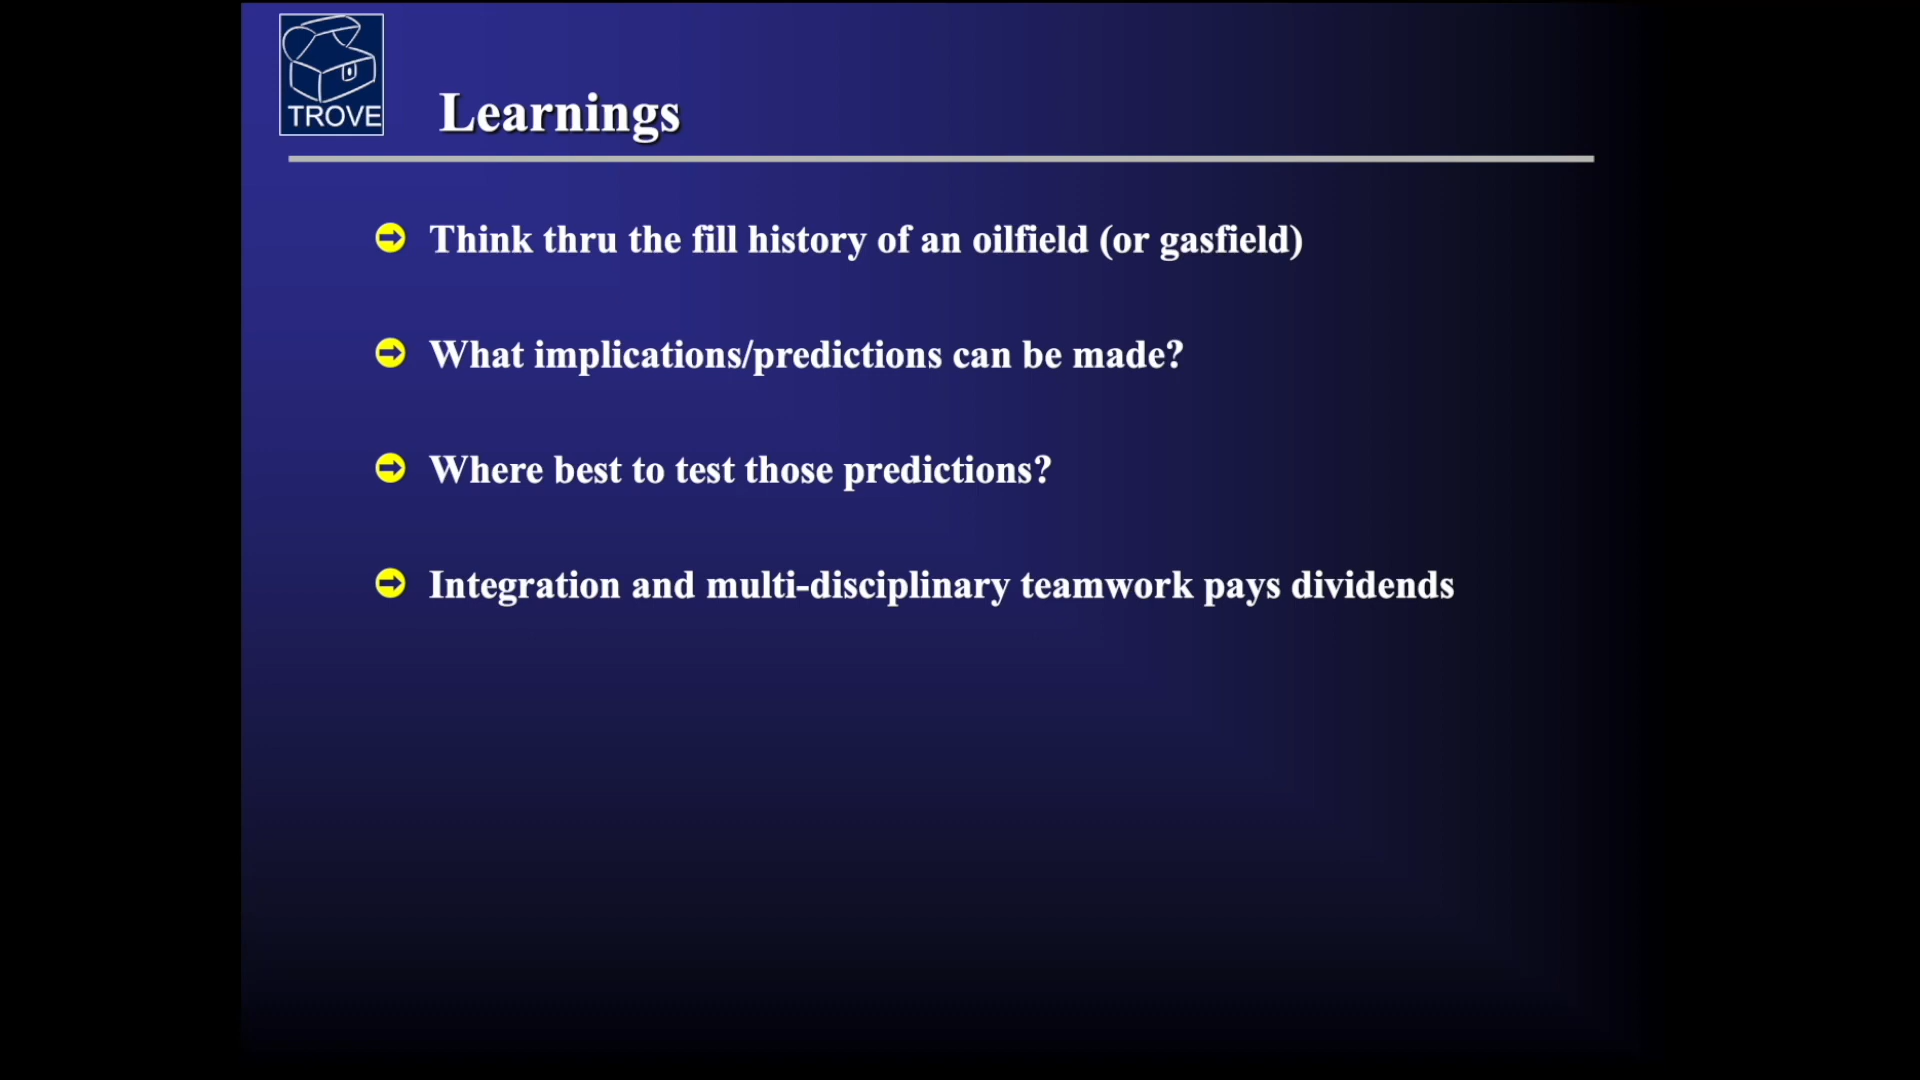 TROVE
Learnings
Think thru the fill history of an oilfield (or gasfield)
What implications/predictions can be made?
Where best to test those predictions?
Integration and multi-disciplinary teamwork pays dividends